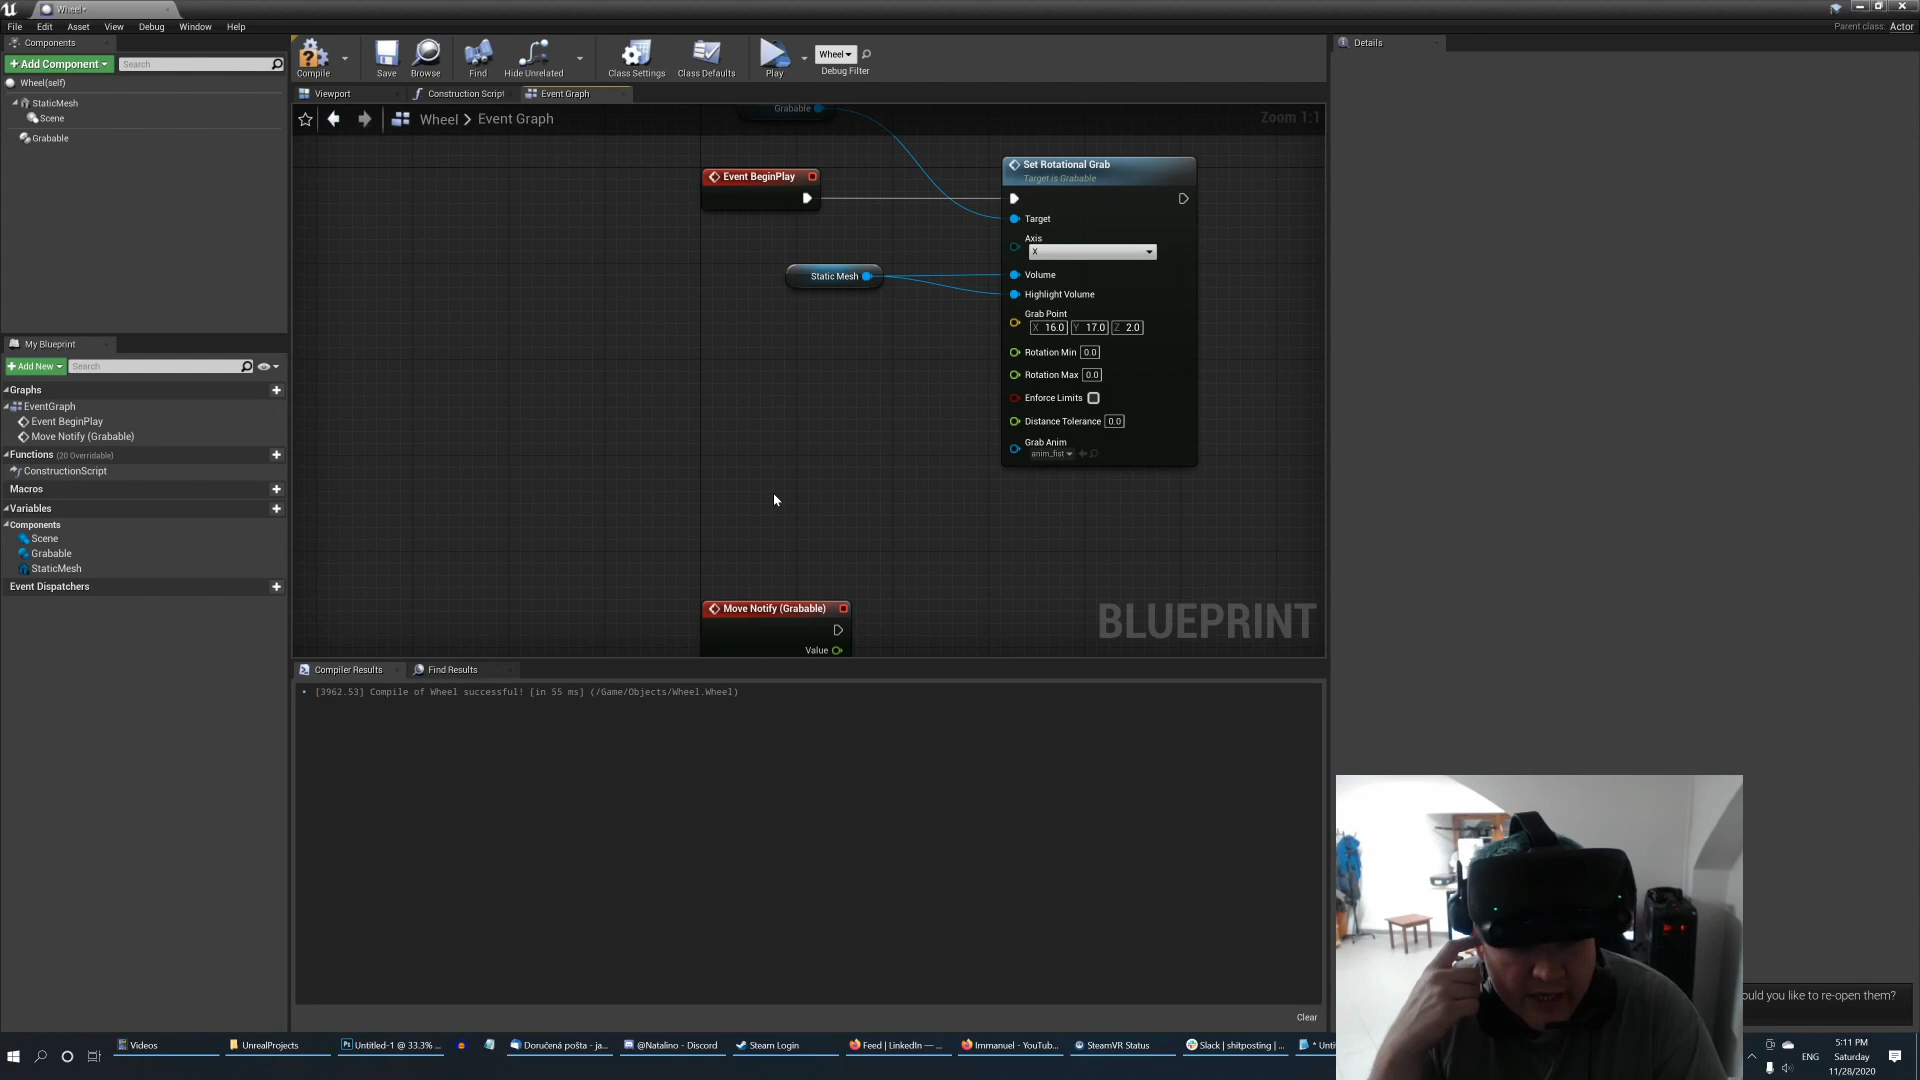 Wheel*
File Edit Asset View Debug Window Help
Parent class: Actor
Components
Details
Add Component
Search
Wheel(self)
StaticMesh
Scene
Grabable
Compile
Save
Browse
Find
Hide Unrelated
Class Settings
Class Defaults
Play
Wheel
Debug Filter
Viewport
Construction Script
Event Graph
Wheel > Event Graph
Zoom 1:1
Grabable
Event BeginPlay
Static Mesh
Set Rotational Grab
Target is Grabable
Target
Axis
X
Volume
Highlight Volume
Grab Point
X 16.0 Y 17.0 Z 2.0
Rotation Min 0.0
Rotation Max 0.0
Enforce Limits
Distance Tolerance 0.0
Grab Anim
anim_fist
Move Notify (Grabable)
Value
BLUEPRINT
My Blueprint
Add New
Search
Graphs
EventGraph
Event BeginPlay
Move Notify (Grabable)
Functions (20 Overridable)
ConstructionScript
Macros
Variables
Components
Scene
Grabable
StaticMesh
Event Dispatchers
Compiler Results
Find Results
[3962.53] Compile of Wheel successful! [in 55 ms] (/Game/Objects/Wheel.Wheel)
Clear
ould you like to re-open them?
Videos
UnrealProjects
Untitled-1 @ 33.3% ...
Doručená pošta - ja...
@Natalino - Discord
Steam Login
Feed | LinkedIn — ...
Immanuel - YouTub...
SteamVR Status
Slack | shitposting | ...
* Unti
ENG
5:11 PM
Saturday
11/28/2020